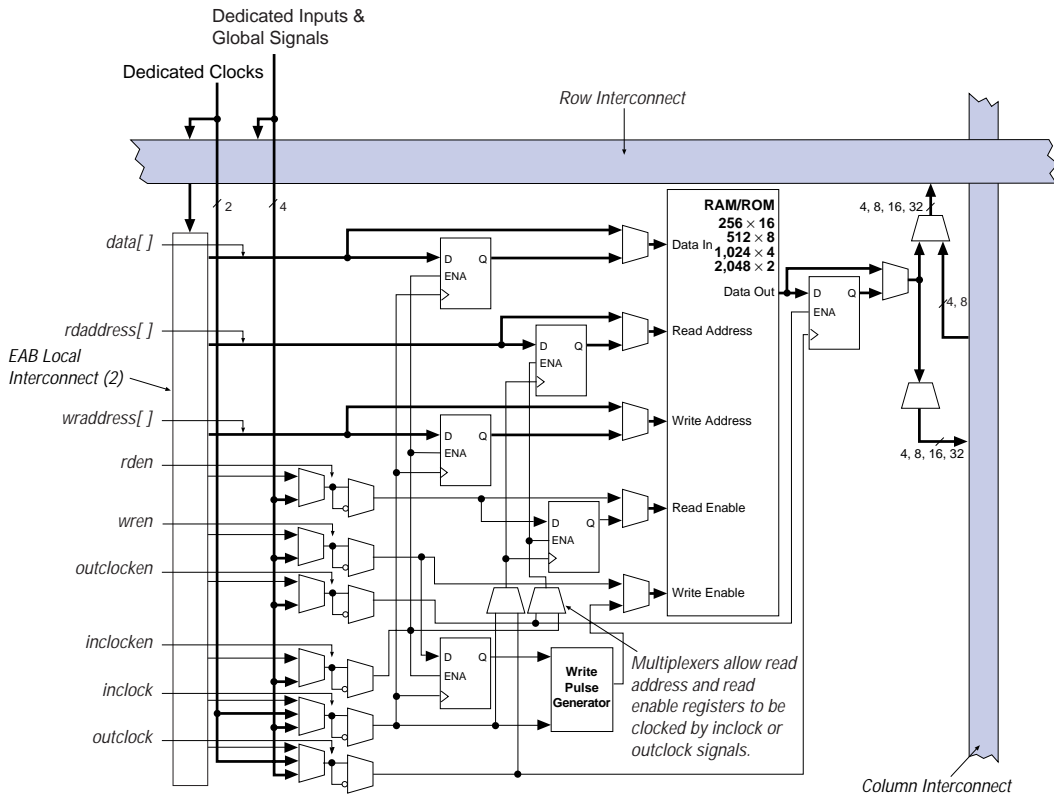 Dedicated Inputs &
Global Signals
Dedicated Clocks
Row Interconnect
2
4
4, 8, 16, 32
RAM/ROM
256 × 16
512 × 8
1,024 × 4
2,048 × 2
data[ ]
D
Q
ENA
Data In
Data Out
D
Q
ENA
4, 8
rdaddress[ ]
D
Q
ENA
Read Address
EAB Local
Interconnect (2)
wraddress[ ]
D
Q
ENA
Write Address
4, 8, 16, 32
rden
D
Q
ENA
Read Enable
wren
outclocken
Write Enable
inclocken
D
Q
ENA
Write
Pulse
Generator
Multiplexers allow read
address and read
enable registers to be
clocked by inclock or
outclock signals.
inclock
outclock
Column Interconnect